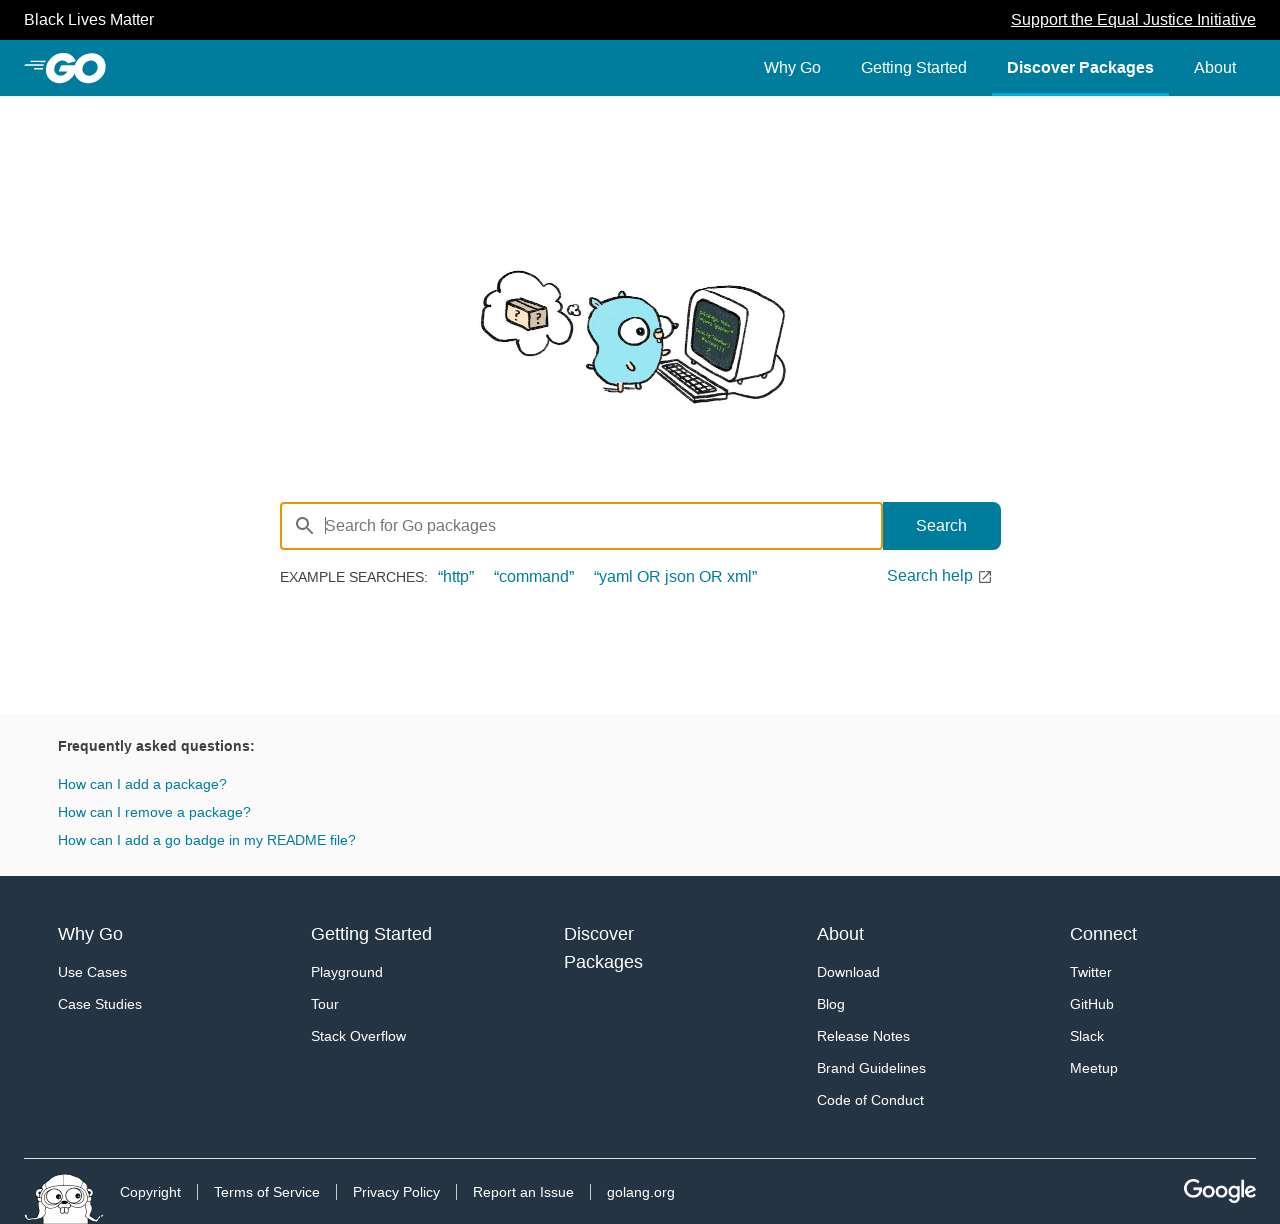 Black Lives Matter
Support the Equal Justice Initiative
GO
Why Go
Getting Started
Discover Packages
About
? ?
Search for Go packages
Search
EXAMPLE SEARCHES: “http” “command” “yaml OR json OR xml”
Search help
Frequently asked questions:
How can I add a package?
How can I remove a package?
How can I add a go badge in my README file?
Why Go
Use Cases
Case Studies
Getting Started
Playground
Tour
Stack Overflow
Discover
Packages
About
Download
Blog
Release Notes
Brand Guidelines
Code of Conduct
Connect
Twitter
GitHub
Slack
Meetup
Copyright
Terms of Service
Privacy Policy
Report an Issue
golang.org
Google